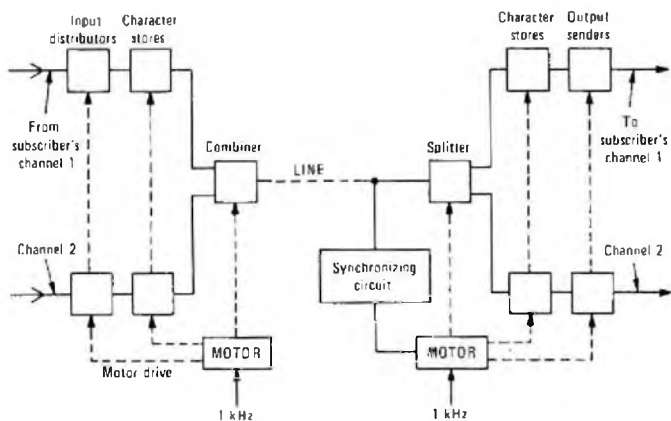 Input
distributors
Character
stores
Character
stores
Output
senders
From
subscriber's
channel 1
Combiner
LINE
Splitter
To
subscriber's
channel 1
Channel 2
Synchronizing
circuit
Channel 2
MOTOR
MOTOR
Motor drive
1 kHz
1 kHz